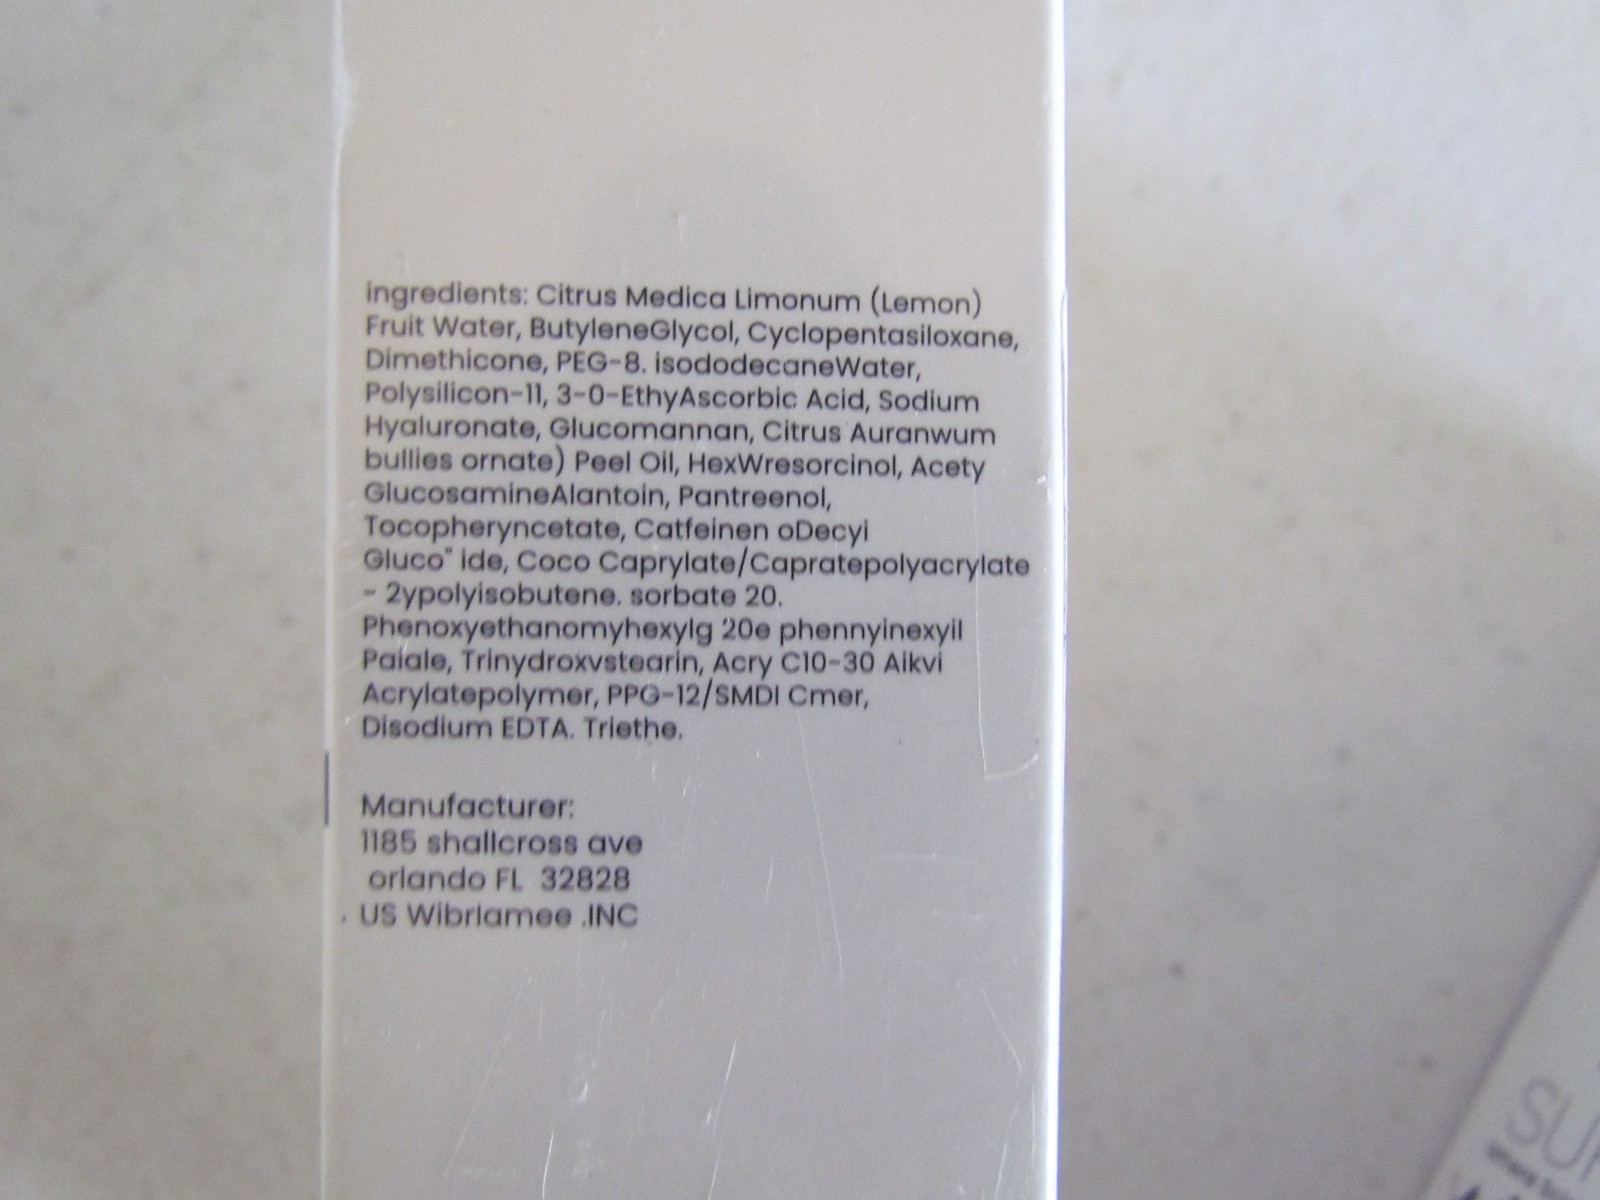 ingredients: Citrus Medica Limonum (Lemon)
Fruit Water, ButyleneGlycol, Cyclopentasiloxane,
Dimethicone, PEG-8. isododecaneWater,
Polysilicon-11, 3-0-EthyAscorbic Acid, Sodium
Hyaluronate, Glucomannan, Citrus Auranwum
bullies ornate) Peel Oil, HexWresorcinol, Acety
GlucosamineAlantoin, Pantreenol,
Tocopheryncetate, Catfeinen oDecyi
Gluco" ide, Coco Caprylate/Capratepolyacrylate
- 2ypolyisobutene. sorbate 20.
Phenoxyethanomyhexylg 20e phennyinexyil
Paiale, Trinydroxvstearin, Acry C10-30 Aikvi
Acrylatepolymer, PPG-12/SMDI Cmer,
Disodium EDTA. Triethe.
Manufacturer:
1185 shallcross ave
orlando FL 32828
US Wibrlamee .INC